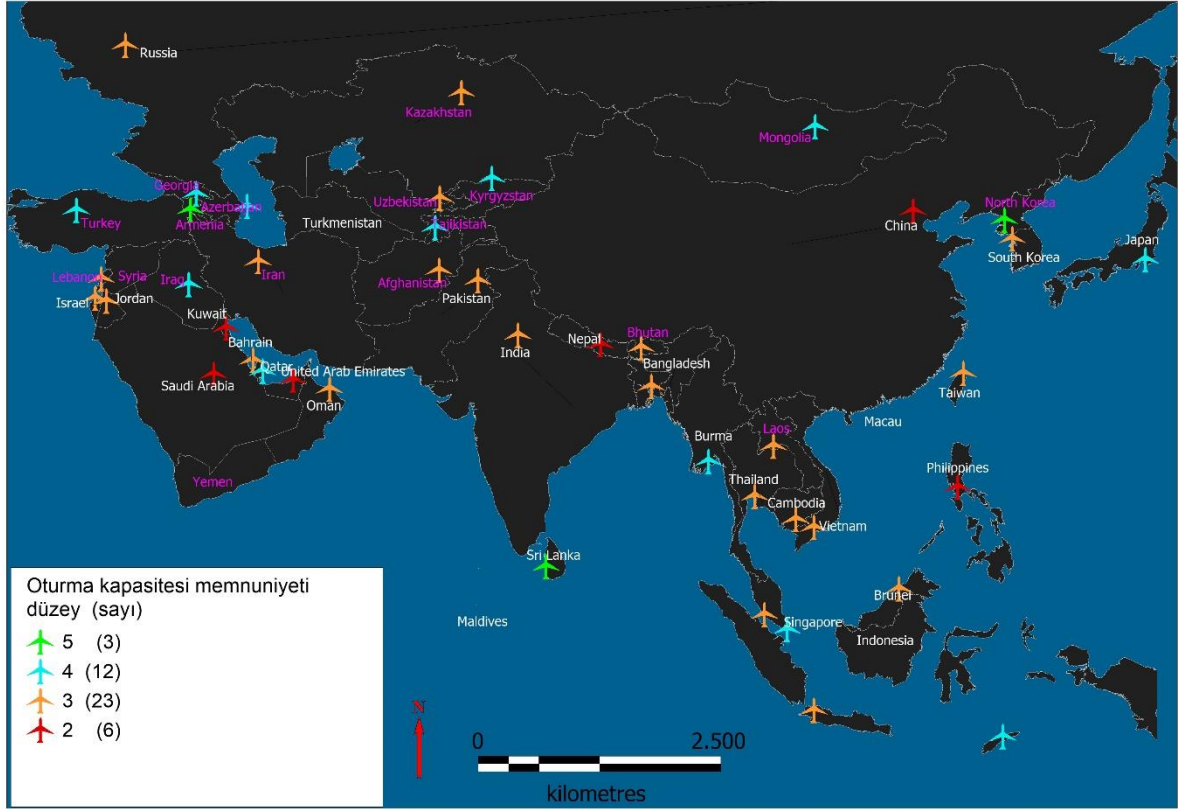 Russia
Kazakhstan
Mongolia
Georgia
Kyrgyzstan
Uzbekistan
North Korea
Turkey
Azerbaijan
Armenia
Turkmenistan
Tajikistan
China
Japan
South Korea
Lebanon
Syria
Iraq
Iran
Afghanistan
Pakistan
Israel
Jordan
Kuwait
Bahrain
Nepal
Bhutan
India
Bangladesh
Qatar
United Arab Emirates
Saudi Arabia
Oman
Taiwan
Macau
Laos
Burma
Philippines
Yemen
Thailand
Cambodia
Vietnam
Sri Lanka
Brunei
Maldives
Singapore
Indonesia
Oturma kapasitesi memnuniyeti
düzey (sayı)
5 (3)
4 (12)
3 (23)
2 (6)
N
0 2.500
kilometres